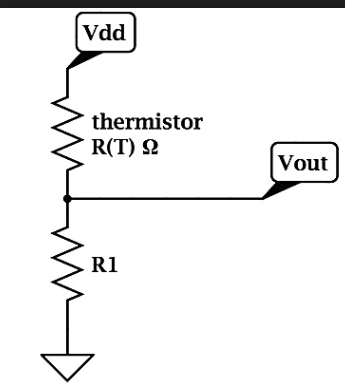 Vdd
thermistor
R(T) Ω
Vout
R1